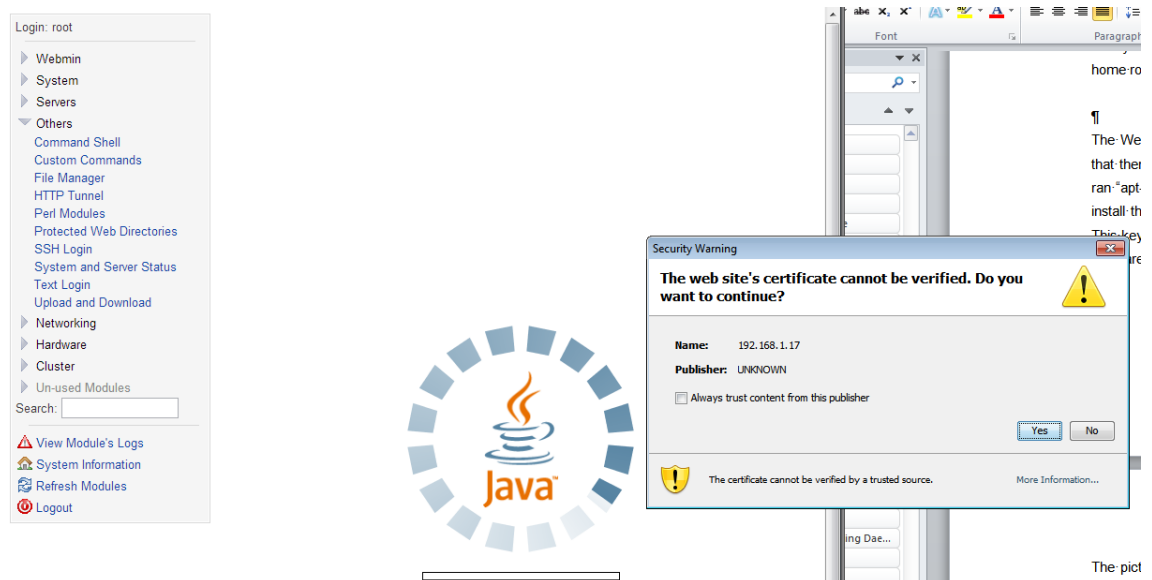 Login: root
Webmin
System
Servers
Others
Command Shell
Custom Commands
File Manager
HTTP Tunnel
Perl Modules
Protected Web Directories
SSH Login
System and Server Status
Text Login
Upload and Download
Networking
Hardware
Cluster
Un-used Modules
Search:
View Module's Logs
System Information
Refresh Modules
Logout
Java™
abc X₂ X²
A
Font
Paragraph
¶
The·We
ran·"apt-
install·th
ing Dae...
The·pict
Security Warning
The web site's certificate cannot be verified. Do you
want to continue?
Name: 192.168.1.17
Publisher: UNKNOWN
Always trust content from this publisher
Yes No
The certificate cannot be verified by a trusted source. More Information...